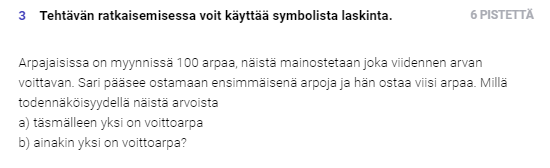 3 Tehtävän ratkaisemisessa voit käyttää symbolista laskinta. 6 PISTETTÄ
Arpajaisissa on myynnissä 100 arpaa, näistä mainostetaan joka viidennen arvan
voittavan. Sari pääsee ostamaan ensimmäisenä arpoja ja hän ostaa viisi arpaa. Millä
todennäköisyydellä näistä arvoista
a) täsmälleen yksi on voittoarpa
b) ainakin yksi on voittoarpa?